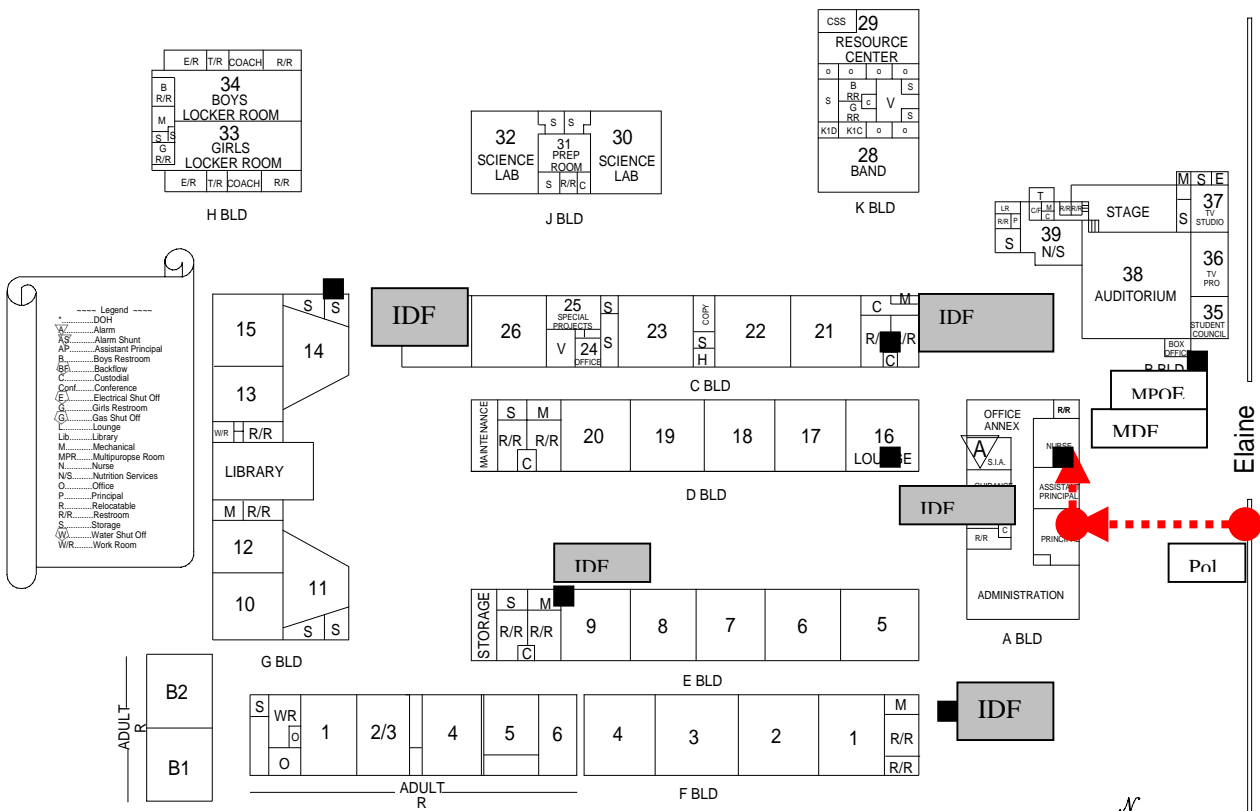 E/R T/R COACH R/R
34
BOYS
LOCKER ROOM
B
R/R
M
S S
G
R/R
33
GIRLS
LOCKER ROOM
E/R T/R COACH R/R
H BLD
32
SCIENCE
LAB
S S
31
PREP
ROOM
S R/R C
30
SCIENCE
LAB
J BLD
CSS 29
RESOURCE
CENTER
o o o o
S
B
RR
G
RR
c
V
S
S
K1D K1C o o
28
BAND
K BLD
T
LR
R/R P
S
C/F M
C
R/R R/R
39
N/S
STAGE
M S E
S
37
TV
STUDIO
36
TV
PRO
38
AUDITORIUM
35
STUDENT
COUNCIL
BOX
OFFICE
B BLD
MPOE
MDF
Elaine
Pol
---- Legend ----
*..............DOH
A.............Alarm
AS...........Alarm Shunt
AP...........Assistant Principal
B.............Boys Restroom
BF...........Backflow
C.............Custodial
Conf.........Conference
E.............Electrical Shut Off
G.............Girls Restroom
G.............Gas Shut Off
L.............Lounge
Lib...........Library
M.............Mechanical
MPR.........Multipuropse Room
N.............Nurse
N/S..........Nutrition Services
O.............Office
P.............Principal
R.............Relocatable
R/R..........Restroom
S.............Storage
W............Water Shut Off
W/R.........Work Room
15
S S
14
13
W/R R/R
LIBRARY
M R/R
12
11
10
S S
G BLD
IDF
26
25
SPECIAL
PROJECTS
V 24
OFFICE
S
S
23
COPY
S
H
22
21
C M
R/R R/R
C
IDF
C BLD
MAINTENANCE
S M
R/R R/R
C
20
19
18
17
16
LOUNGE
D BLD
OFFICE
ANNEX
R/R
A
S.I.A.
NURSE
GUIDANCE
ASSISTANT
PRINCIPAL
IDF
R/R
C
PRINCIPAL
ADMINISTRATION
A BLD
IDF
STORAGE
S M
R/R R/R
C
9
8
7
6
5
E BLD
B2
B1
ADULT
R
S
WR
O
O
1
2/3
4
5
6
ADULT
R
4
3
2
1
M
R/R
R/R
F BLD
IDF
N